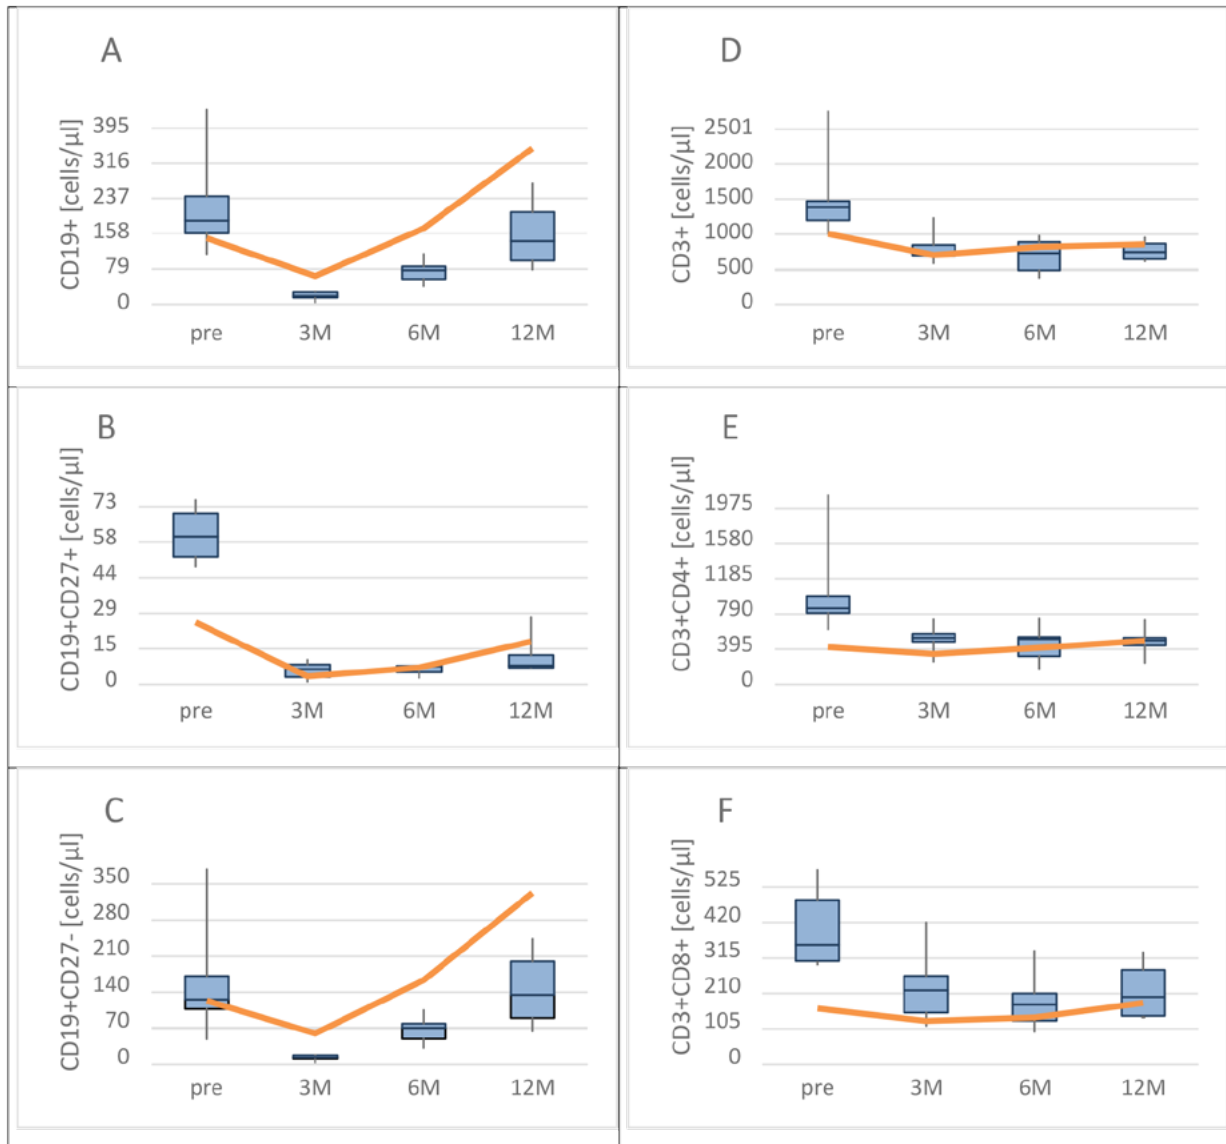 A
CD19+ [cells/µl]
395
316
237
158
79
0
pre 3M 6M 12M
D
CD3+ [cells/µl]
2501
2000
1500
1000
500
0
pre 3M 6M 12M
B
CD19+CD27+ [cells/µl]
73
58
44
29
15
0
pre 3M 6M 12M
E
CD3+CD4+ [cells/µl]
1975
1580
1185
790
395
0
pre 3M 6M 12M
C
CD19+CD27- [cells/µl]
350
280
210
140
70
0
pre 3M 6M 12M
F
CD3+CD8+ [cells/µl]
525
420
315
210
105
0
pre 3M 6M 12M